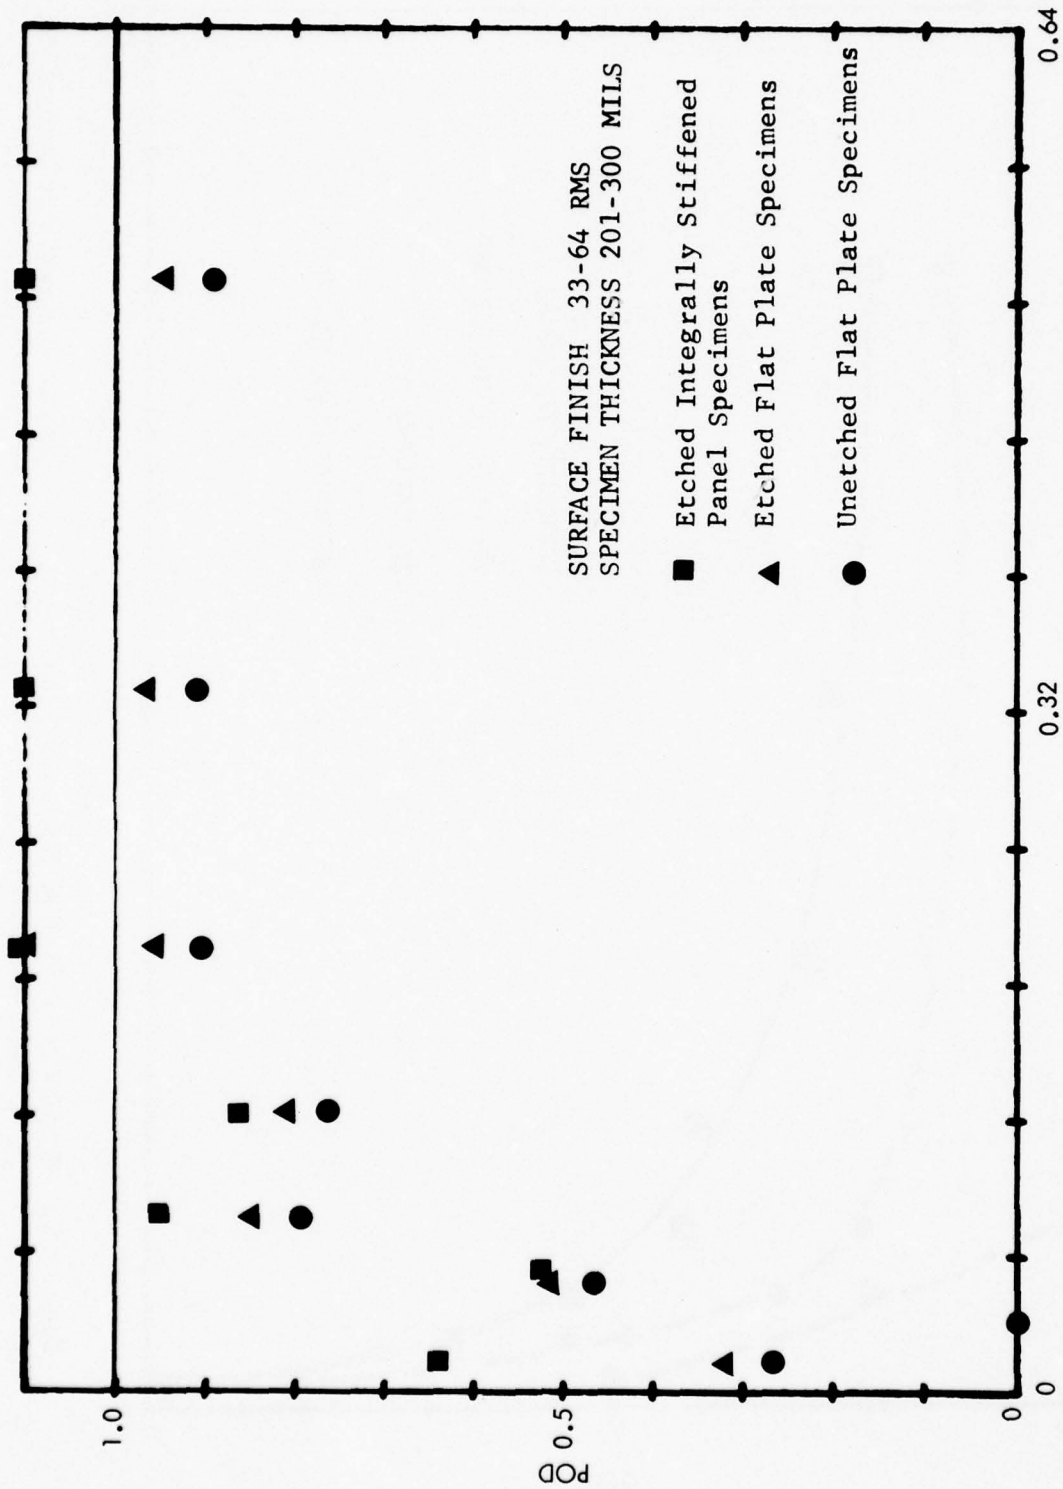 SURFACE FINISH 33-64 RMS
SPECIMEN THICKNESS 201-300 MILS
Etched Integrally Stiffened
Panel Specimens
Etched Flat Plate Specimens
Unetched Flat Plate Specimens
1.0
0.5
0
POD
0
0.32
0.64